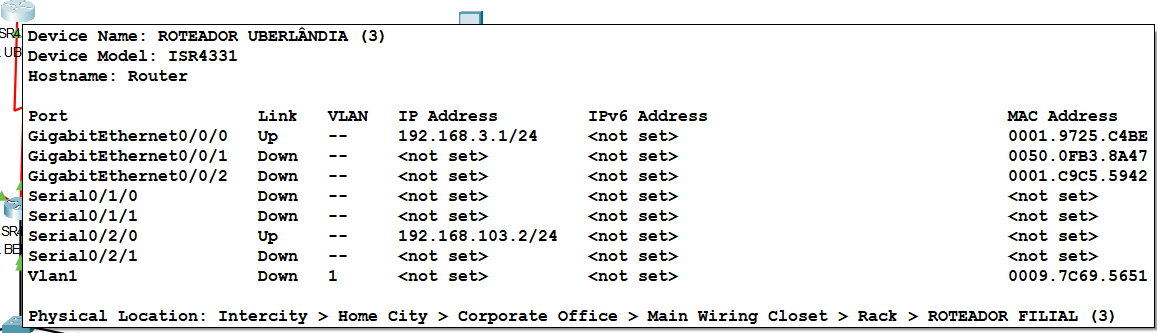 Device Name: ROTEADOR UBERLÂNDIA (3)
Device Model: ISR4331
Hostname: Router
Port Link VLAN IP Address IPv6 Address MAC Address
GigabitEthernet0/0/0 Up -- 192.168.3.1/24 <not set> 0001.9725.C4BE
GigabitEthernet0/0/1 Down -- <not set> <not set> 0050.0FB3.8A47
GigabitEthernet0/0/2 Down -- <not set> <not set> 0001.C9C5.5942
Serial0/1/0 Down -- <not set> <not set> <not set>
Serial0/1/1 Down -- <not set> <not set> <not set>
Serial0/2/0 Up -- 192.168.103.2/24 <not set> <not set>
Serial0/2/1 Down -- <not set> <not set> <not set>
Vlan1 Down 1 <not set> <not set> 0009.7C69.5651
Physical Location: Intercity > Home City > Corporate Office > Main Wiring Closet > Rack > ROTEADOR FILIAL (3)